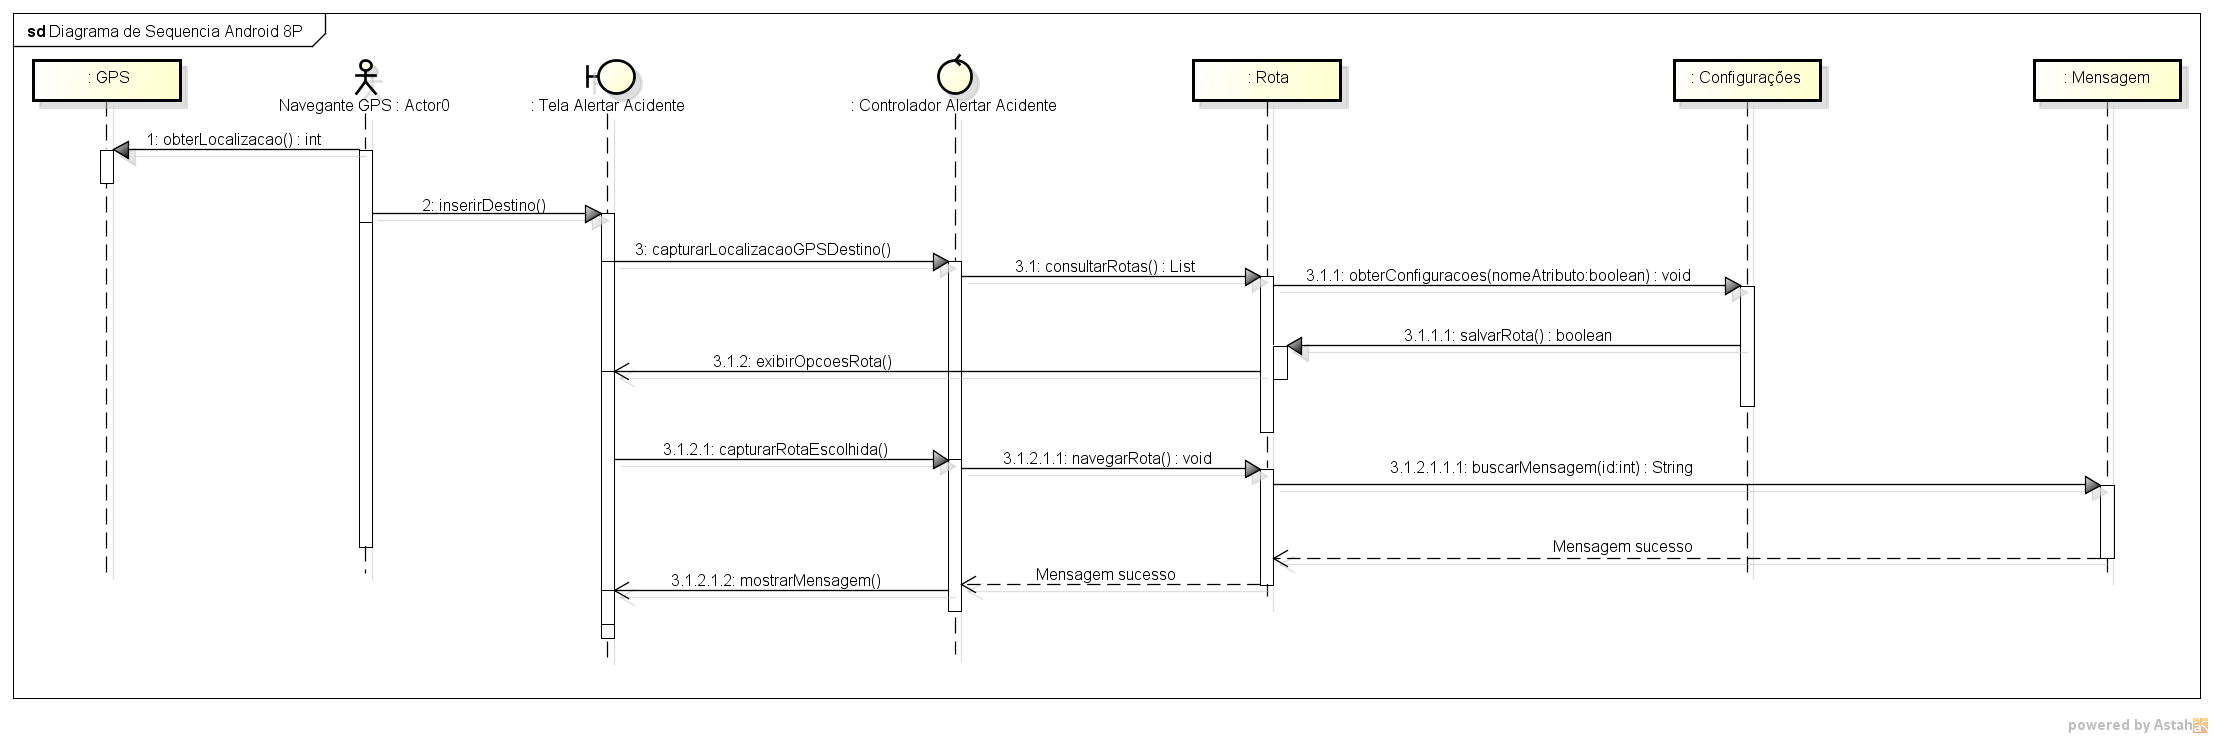 sd Diagrama de Sequencia Android 8P
: GPS
Navegante GPS : Actor0
: Tela Alertar Acidente
: Controlador Alertar Acidente
: Rota
: Configurações
: Mensagem
1: obterLocalizacao() : int
2: inserirDestino()
3: capturarLocalizacaoGPSDestino()
3.1: consultarRotas() : List
3.1.1: obterConfiguracoes(nomeAtributo:boolean) : void
3.1.1.1: salvarRota() : boolean
3.1.2: exibirOpcoesRota()
3.1.2.1: capturarRotaEscolhida()
3.1.2.1.1: navegarRota() : void
3.1.2.1.1.1: buscarMensagem(id:int) : String
Mensagem sucesso
Mensagem sucesso
3.1.2.1.2: mostrarMensagem()
powered by Astah